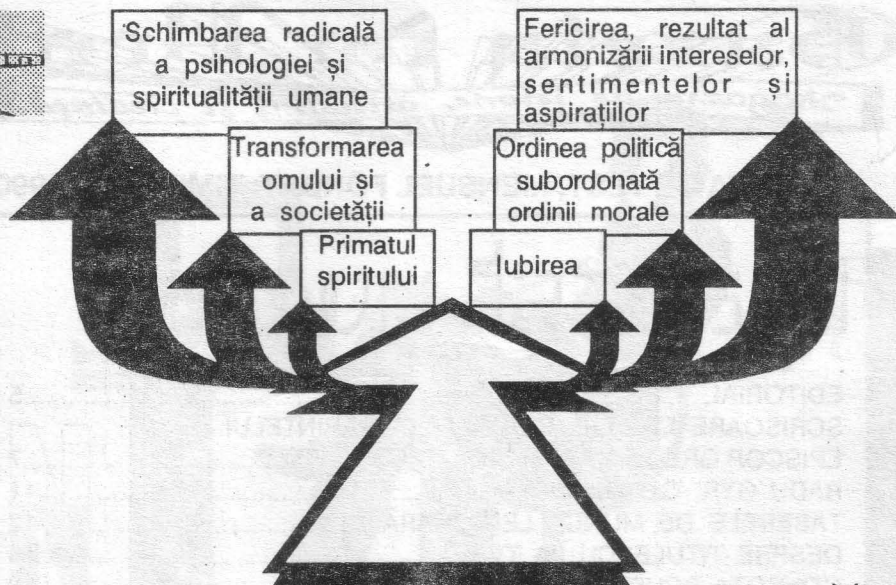 Schimbarea radicală
a psihologiei și
spiritualității umane
Fericirea, rezultat al
armonizării intereselor,
sentimentelor și
aspirațiilor
Transformarea
omului și
a societății
Ordinea politică
subordonată
ordinii morale
Primatul
spiritului
Iubirea
EDITORIAL
EPISCOP